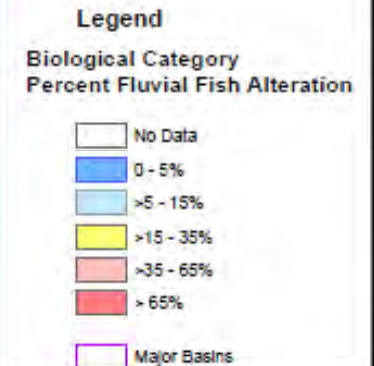 Legend
Biological Category
Percent Fluvial Fish Alteration
No Data
0 - 5%
>5 - 15%
>15 - 35%
>35 - 65%
> 65%
Major Basins